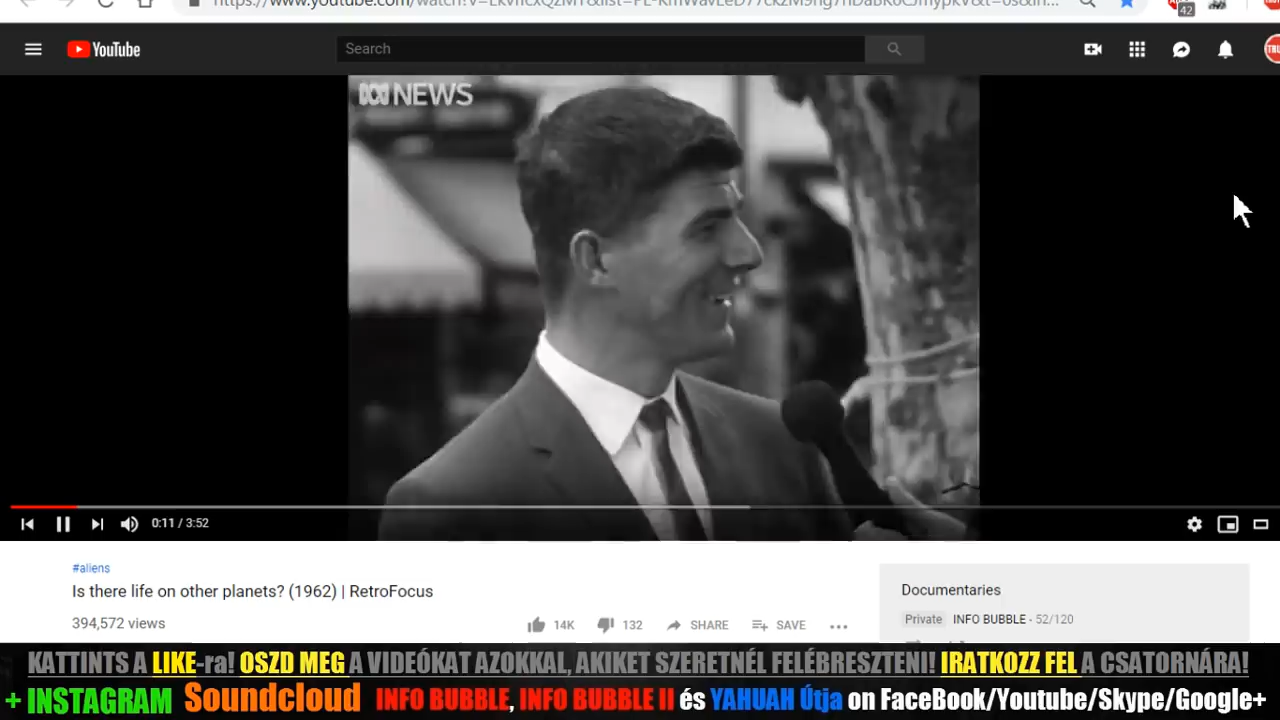 YouTube
Search
42
NEWS
0:11 / 3:52
#aliens
Is there life on other planets? (1962) | RetroFocus
394,572 views
14K
132
SHARE
SAVE
Documentaries
Private INFO BUBBLE - 52/120
KATTINTS A LIKE-ra! OSZD MEG A VIDEÓKAT AZOKKAL, AKIKET SZERETNÉL FELÉBRESZTENI! IRATKOZZ FEL A CSATORNÁRA!
+ INSTAGRAM Soundcloud INFO BUBBLE, INFO BUBBLE II és YAHUAH Útja on FaceBook/Youtube/Skype/Google+